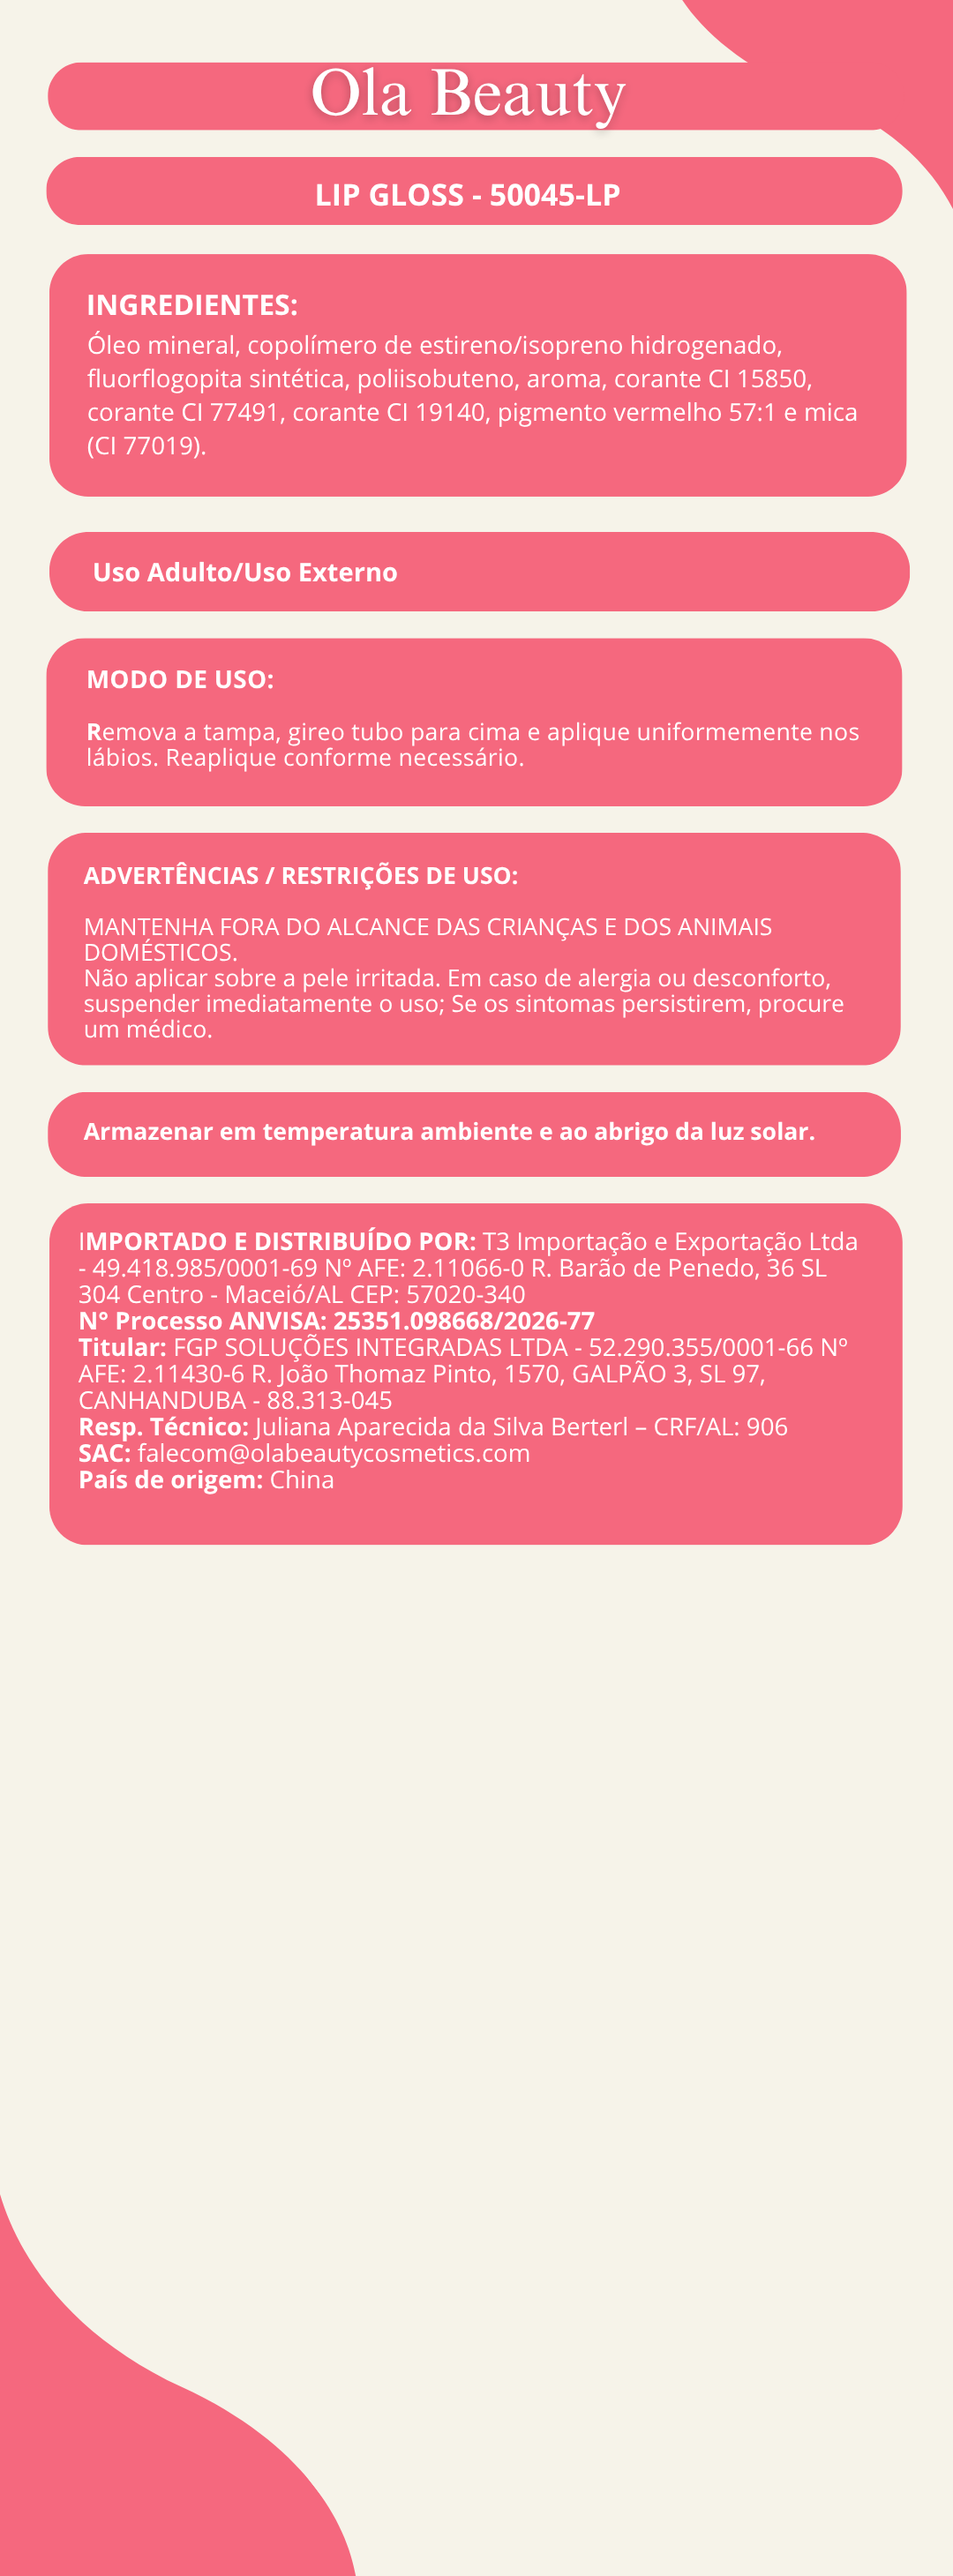 Ola Beauty
LIP GLOSS - 50045-LP
INGREDIENTES:
Óleo mineral, copolímero de estireno/isopreno hidrogenado,
fluorflogopita sintética, poliisobuteno, aroma, corante CI 15850,
corante CI 77491, corante CI 19140, pigmento vermelho 57:1 e mica
(CI 77019).
Uso Adulto/Uso Externo
MODO DE USO:
Remova a tampa, gireo tubo para cima e aplique uniformemente nos
lábios. Reaplique conforme necessário.
ADVERTÊNCIAS / RESTRIÇÕES DE USO:
MANTENHA FORA DO ALCANCE DAS CRIANÇAS E DOS ANIMAIS
DOMÉSTICOS.
Não aplicar sobre a pele irritada. Em caso de alergia ou desconforto,
suspender imediatamente o uso; Se os sintomas persistirem, procure
um médico.
Armazenar em temperatura ambiente e ao abrigo da luz solar.
IMPORTADO E DISTRIBUÍDO POR: T3 Importação e Exportação Ltda
- 49.418.985/0001-69 Nº AFE: 2.11066-0 R. Barão de Penedo, 36 SL
304 Centro - Maceió/AL CEP: 57020-340
N° Processo ANVISA: 25351.098668/2026-77
Titular: FGP SOLUÇÕES INTEGRADAS LTDA - 52.290.355/0001-66 Nº
AFE: 2.11430-6 R. João Thomaz Pinto, 1570, GALPÃO 3, SL 97,
CANHANDUBA - 88.313-045
Resp. Técnico: Juliana Aparecida da Silva Berterl – CRF/AL: 906
SAC: falecom@olabeautycosmetics.com
País de origem: China